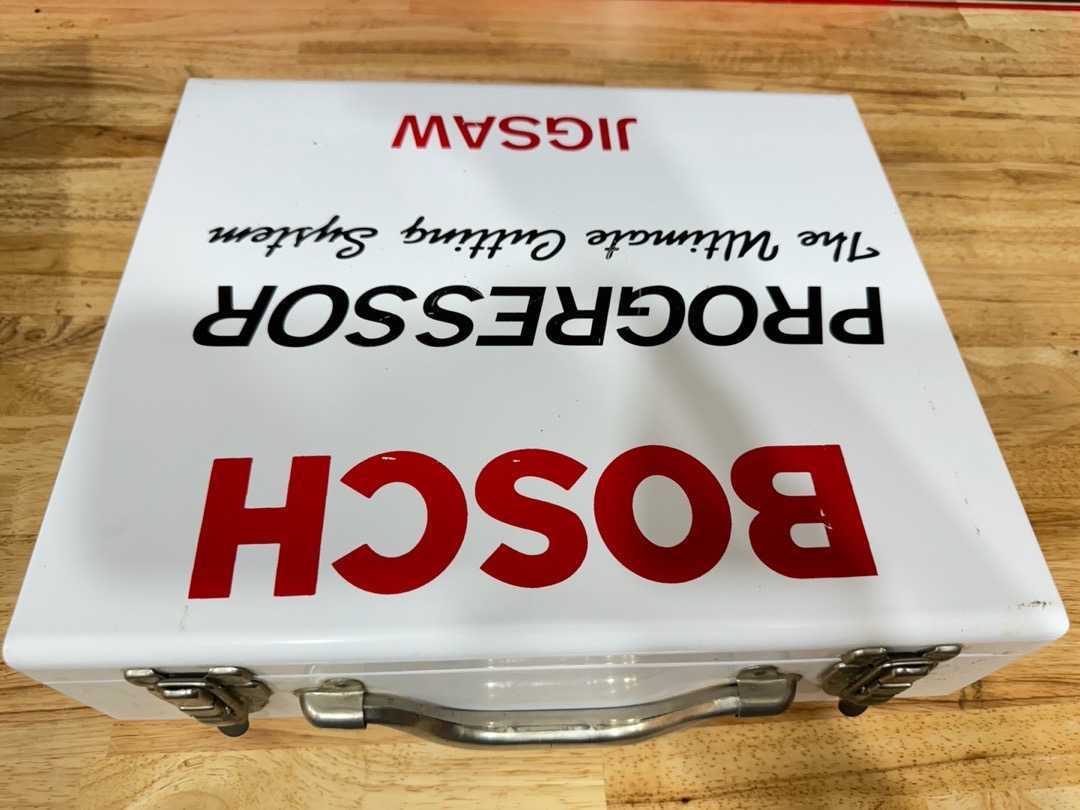 BOSCH
PROGRESSOR
The Ultimate Cutting System
JIGSAW